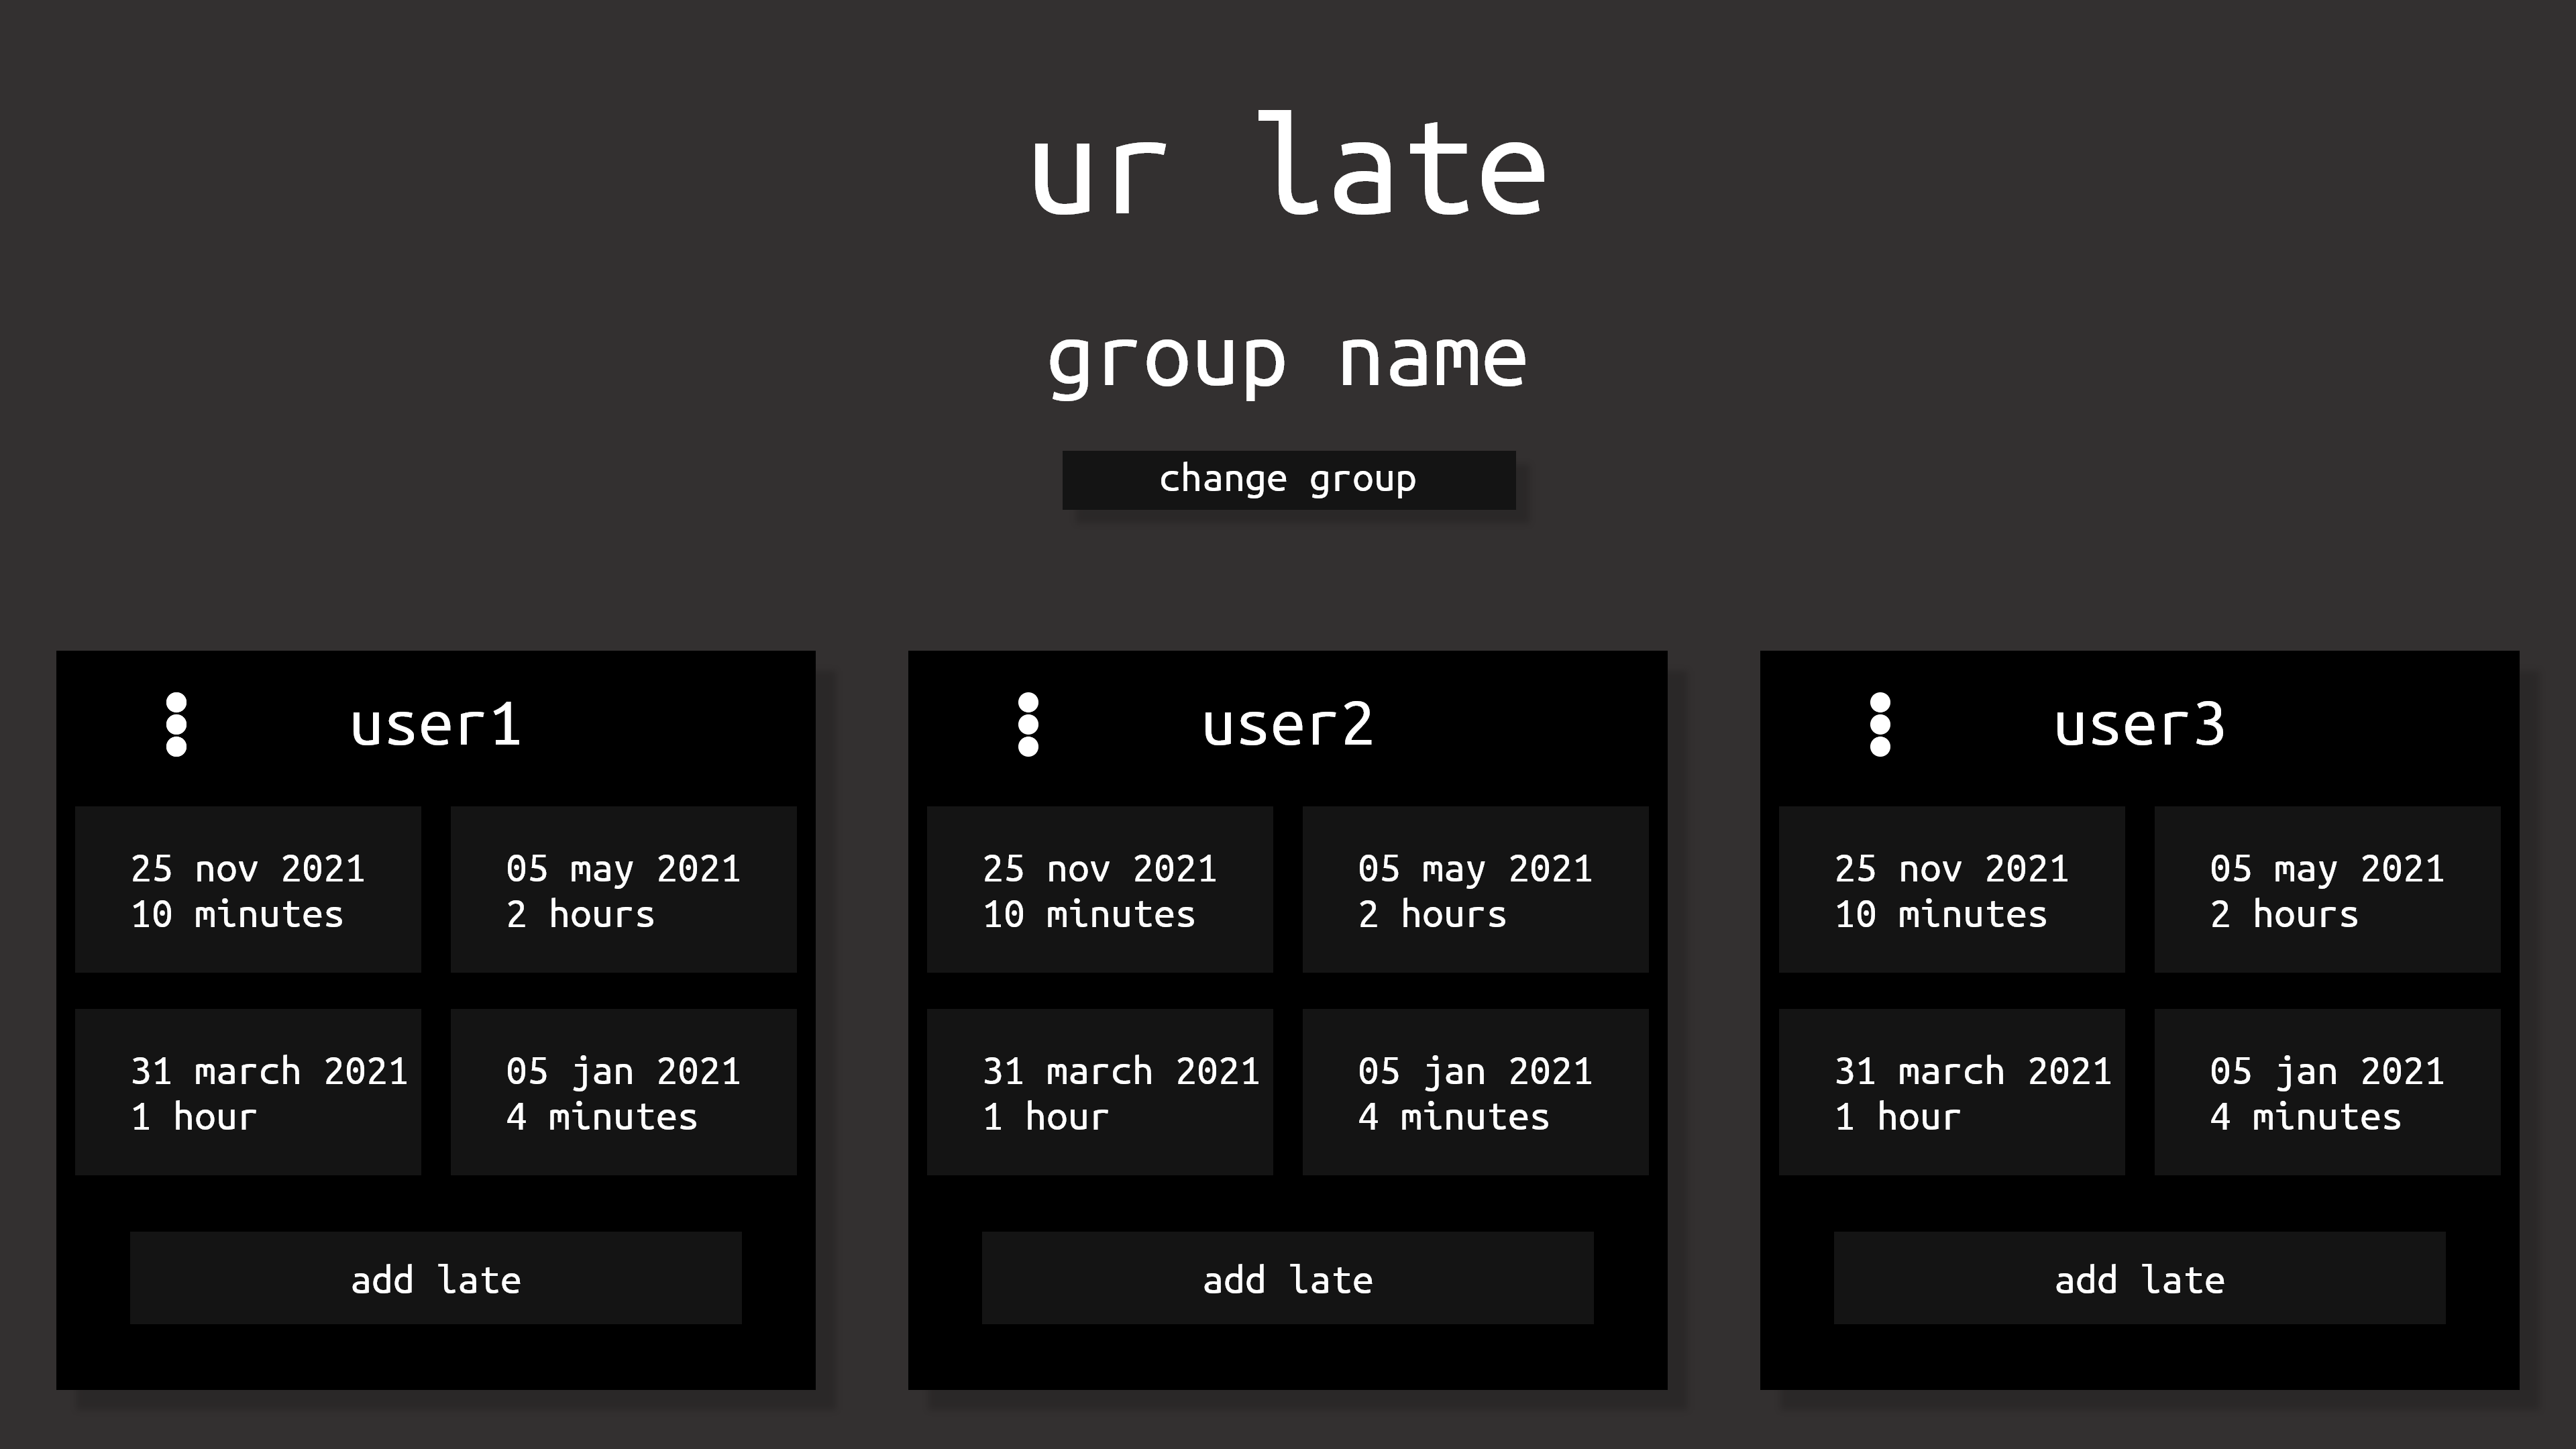 ur late
group name
change group
user1
25 nov 2021
10 minutes
05 may 2021
2 hours
31 march 2021
1 hour
05 jan 2021
4 minutes
add late
user2
25 nov 2021
10 minutes
05 may 2021
2 hours
31 march 2021
1 hour
05 jan 2021
4 minutes
add late
user3
25 nov 2021
10 minutes
05 may 2021
2 hours
31 march 2021
1 hour
05 jan 2021
4 minutes
add late